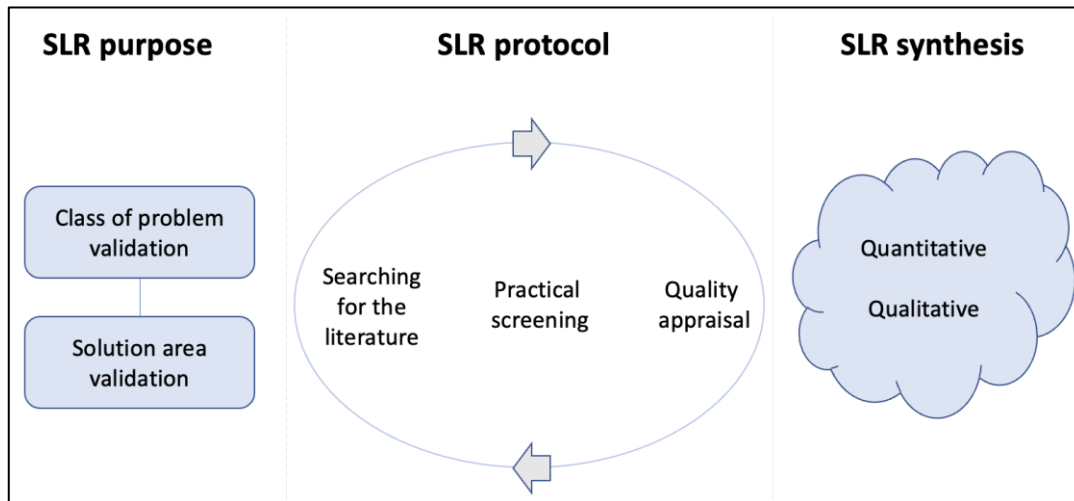 SLR purpose
Class of problem
validation
Solution area
validation
SLR protocol
Searching
for the
literature
Practical
screening
Quality
appraisal
SLR synthesis
Quantitative
Qualitative